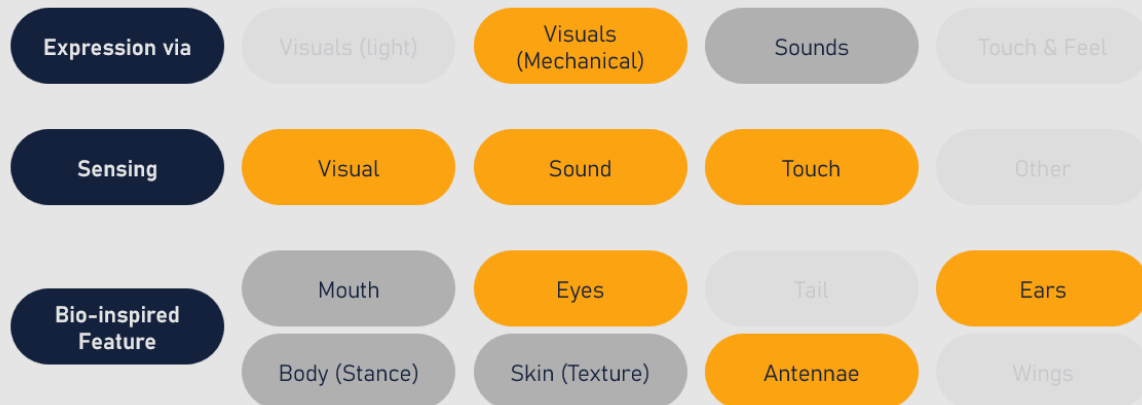 Expression via
Visuals (light)
Visuals
(Mechanical)
Sounds
Touch & Feel
Sensing
Visual
Sound
Touch
Other
Bio-inspired
Feature
Mouth
Eyes
Tail
Ears
Body (Stance)
Skin (Texture)
Antennae
Wings